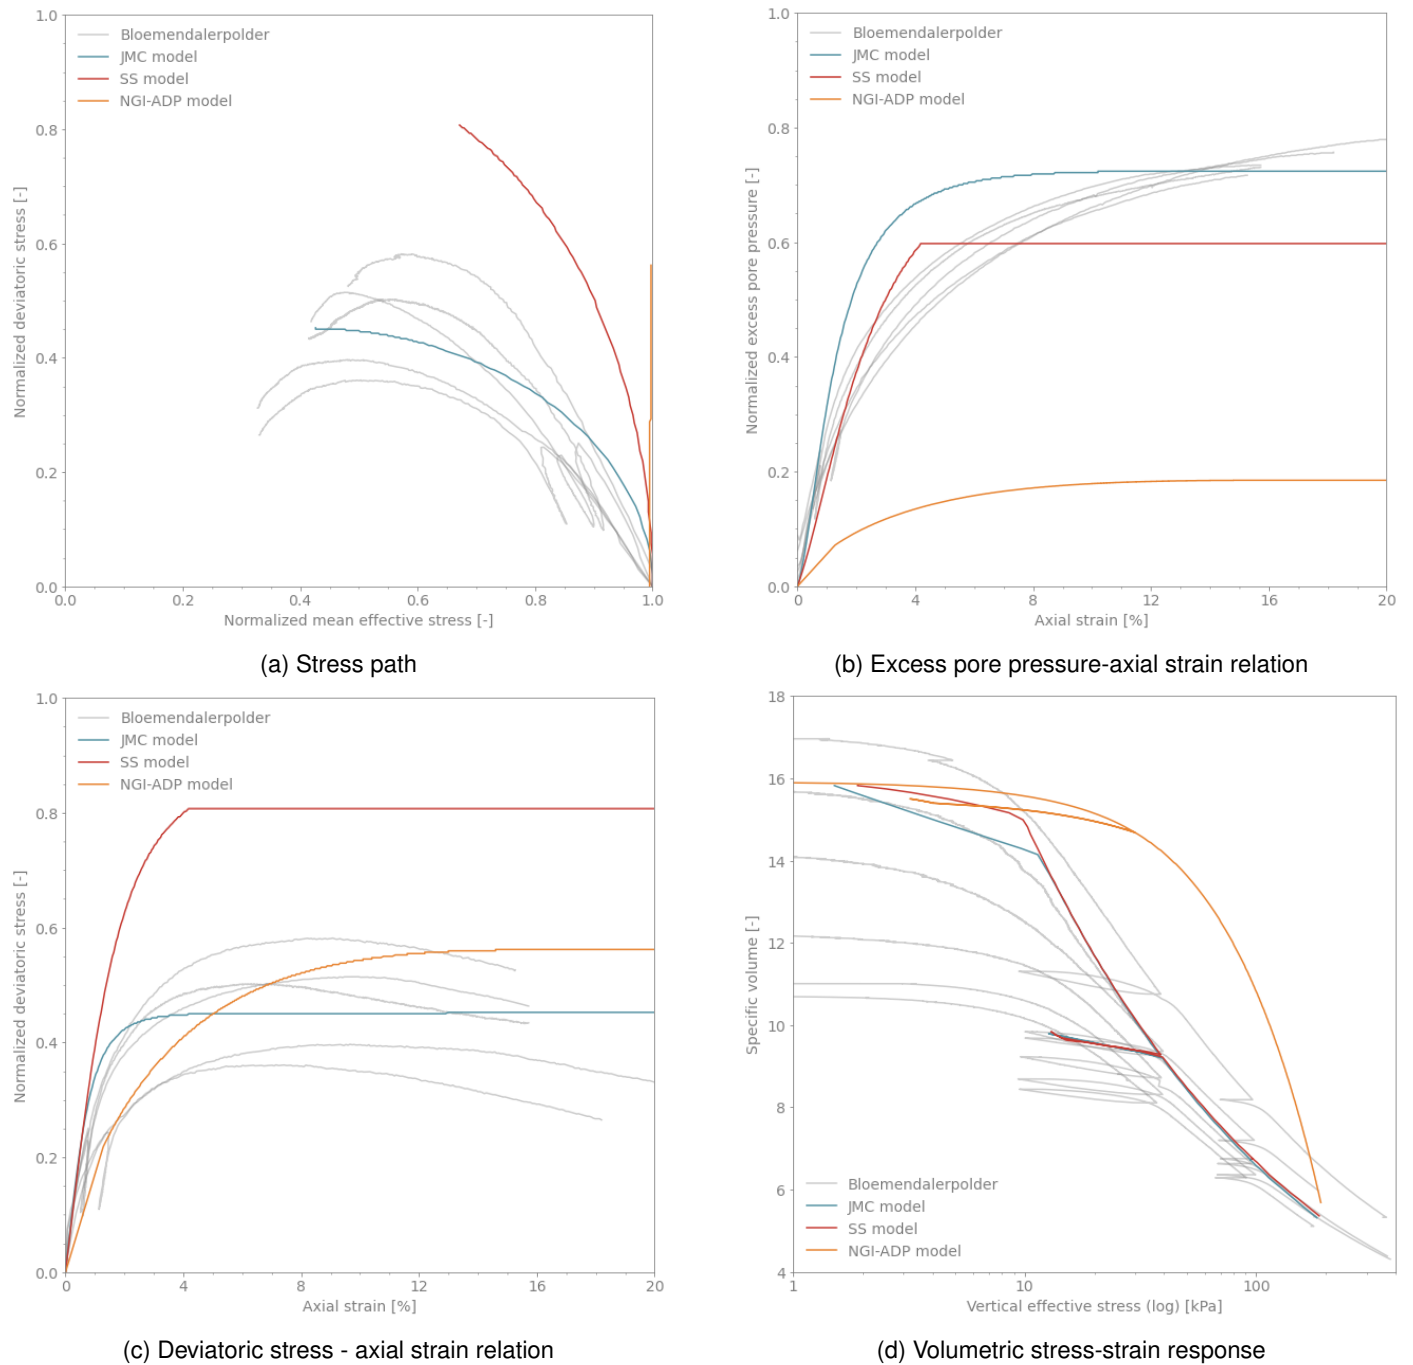 Bloemendalerpolder
JMC model
SS model
NGI-ADP model
1.0
0.8
0.6
0.4
0.2
0.0
0.0
0.2
0.4
0.6
0.8
1.0
Normalized deviatoric stress [-]
Normalized mean effective stress [-]
(a) Stress path
Bloemendalerpolder
JMC model
SS model
NGI-ADP model
1.0
0.8
0.6
0.4
0.2
0.0
0
4
8
12
16
20
Normalized excess pore pressure [-]
Axial strain [%]
(b) Excess pore pressure-axial strain relation
Bloemendalerpolder
JMC model
SS model
NGI-ADP model
1.0
0.8
0.6
0.4
0.2
0.0
0
4
8
12
16
20
Normalized deviatoric stress [-]
Axial strain [%]
(c) Deviatoric stress - axial strain relation
18
16
14
12
10
8
6
4
Specific volume [-]
Bloemendalerpolder
JMC model
SS model
NGI-ADP model
1
10
100
Vertical effective stress (log) [kPa]
(d) Volumetric stress-strain response